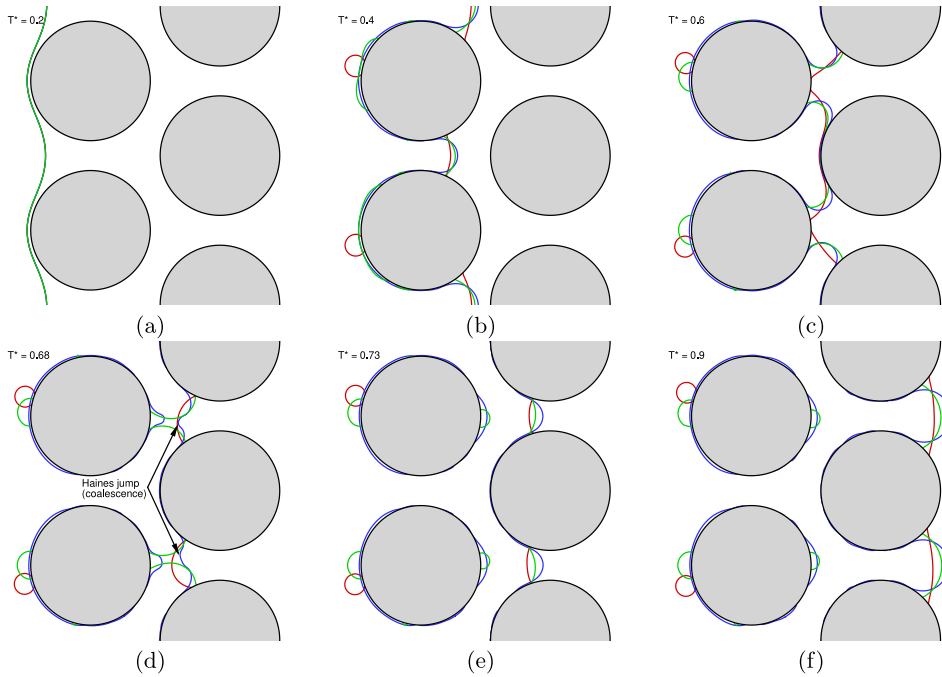 T* = 0.2
T* = 0.4
T* = 0.6
(a)
(b)
(c)
T* = 0.68
T* = 0.73
T* = 0.9
Haines jump
(coalescence)
(d)
(e)
(f)